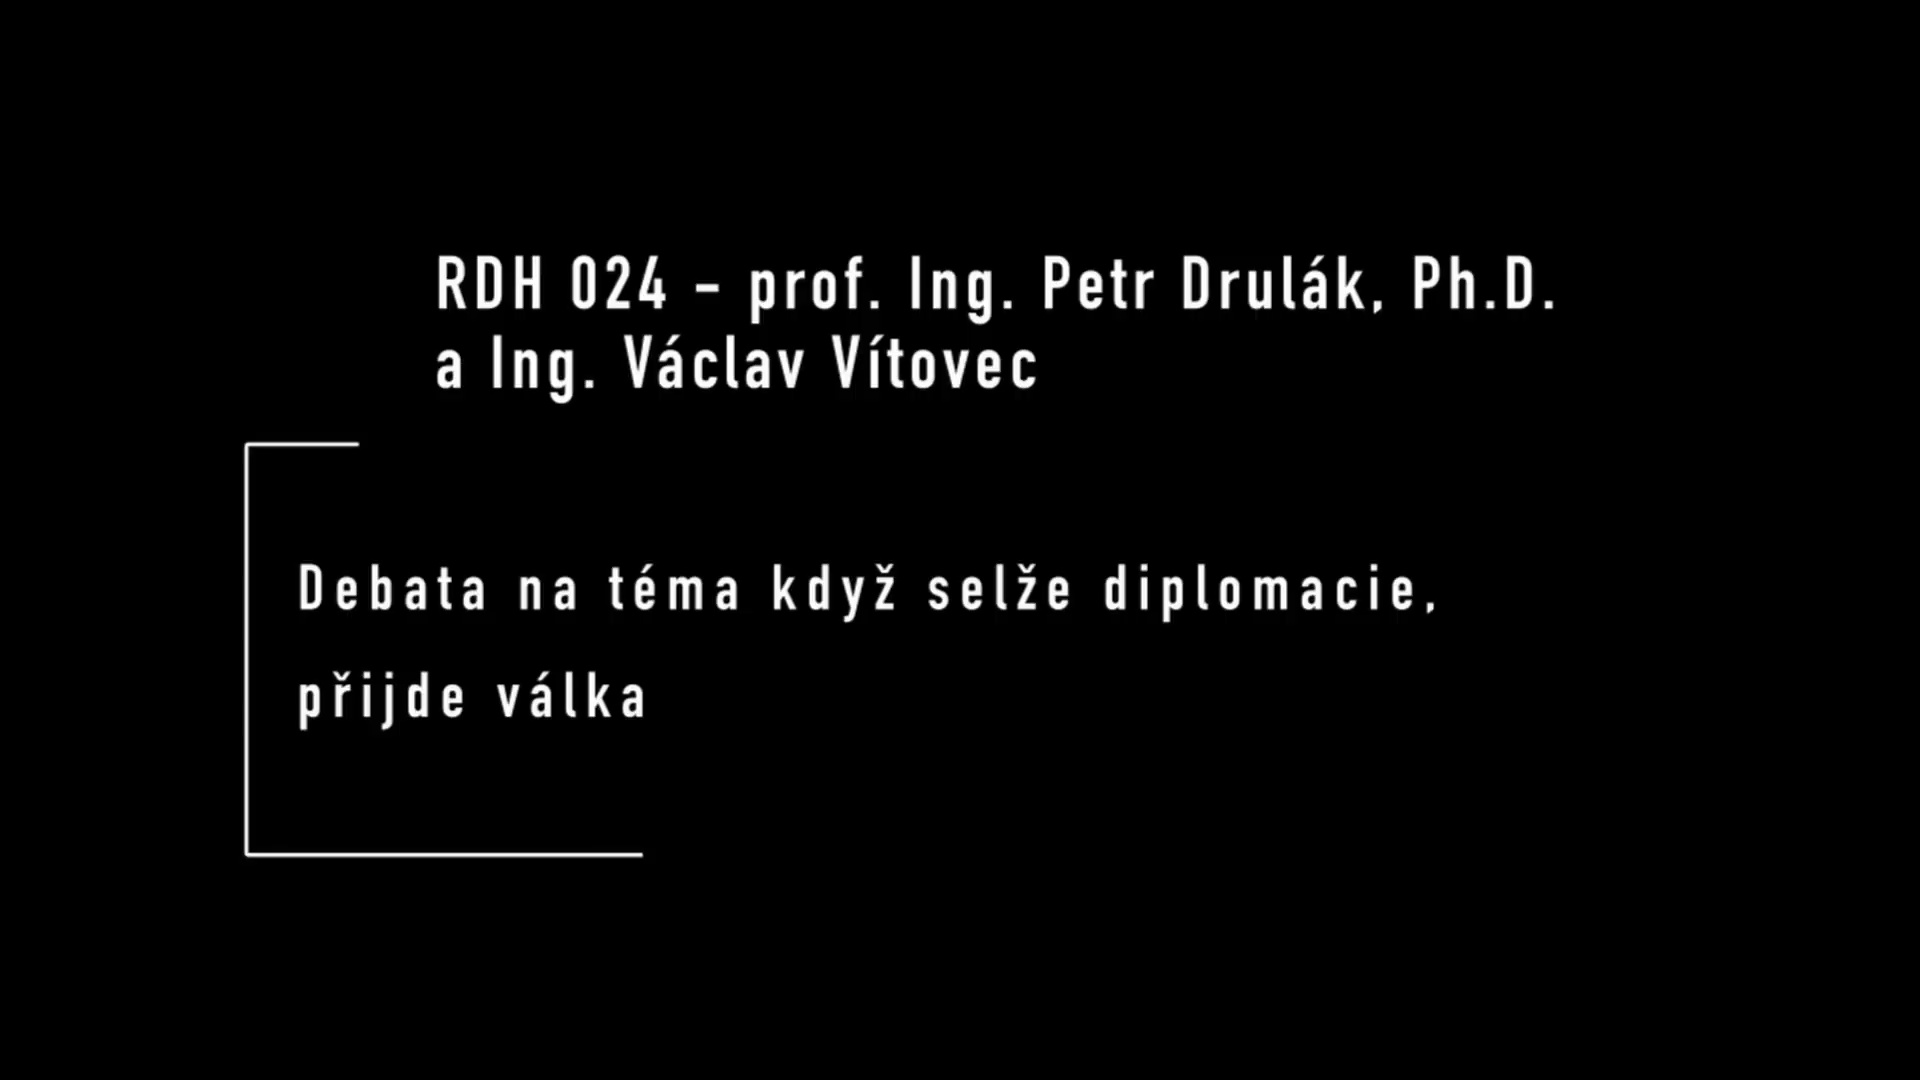 RDH 024 – prof. Ing. Petr Drulák, Ph.D.
a Ing. Václav Vítovec
Debata na téma když selže diplomacie,
přijde válka